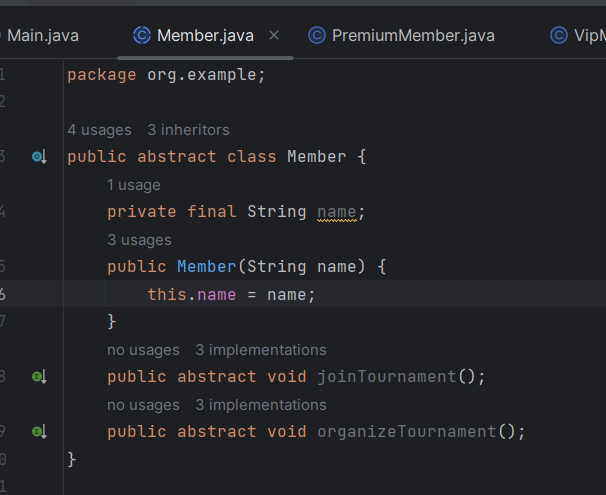 Main.java Member.java × PremiumMember.java VipM
1 package org.example;
2
4 usages 3 inheritors
3 public abstract class Member {
1 usage
4 private final String name;
3 usages
5 public Member(String name) {
6 this.name = name;
7 }
no usages 3 implementations
8 public abstract void joinTournament();
no usages 3 implementations
9 public abstract void organizeTournament();
0 }
1